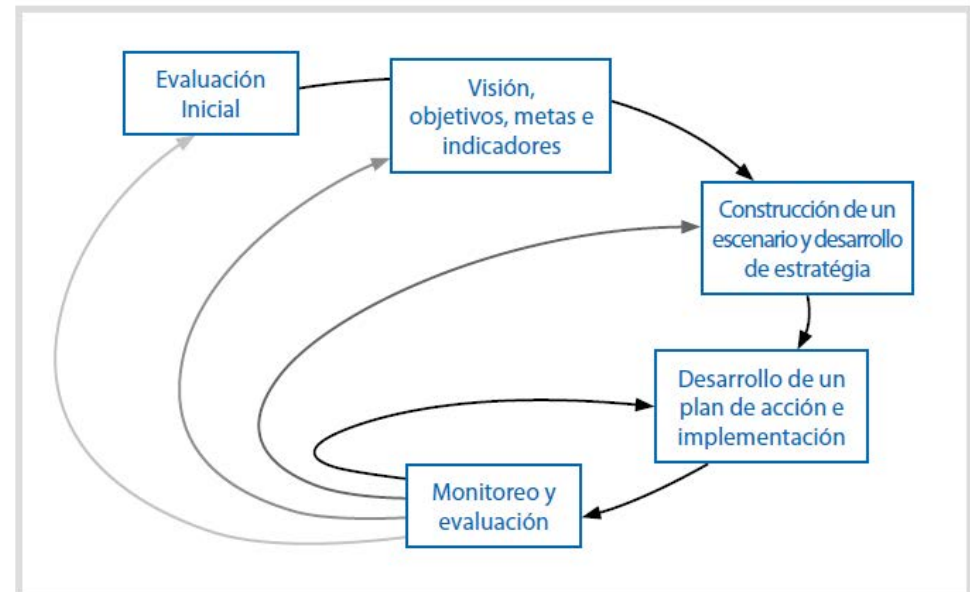 Evaluación
Inicial
Visión,
objetivos, metas e
indicadores
Construcción de un
escenario y desarrollo
de estratégia
Desarrollo de un
plan de acción e
implementación
Monitoreo y
evaluación